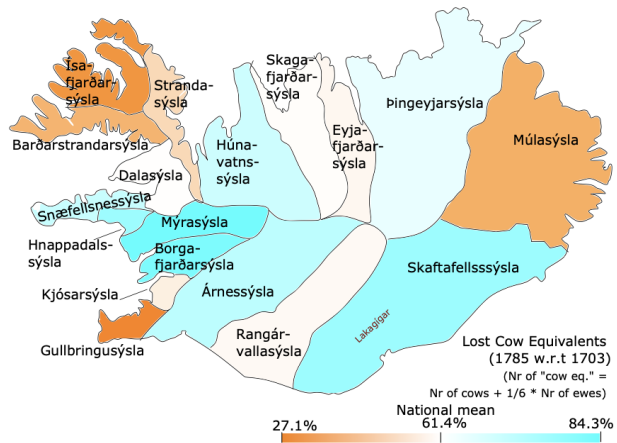 Skaga-
fjarðar-
sýsla
Ísa-
fjarðar-
sýsla
Stranda-
sýsla
Þingeyjarsýsla
Eyja-
fjarðar-
sýsla
Múlasýsla
Barðarstrandarsýsla
Húna-
vatns-
sýsla
Dalasýsla
Snæfellsnessýsla
Mýrasýsla
Hnappadals-
sýsla
Borga-
fjarðarsýsla
Skaftafellsssýsla
Kjósarsýsla
Árnessýsla
Lakagígar
Gullbringusýsla
Rangár-
vallasýsla
Lost Cow Equivalents
(1785 w.r.t 1703)
(Nr of "cow eq." =
Nr of cows + 1/6 * Nr of ewes)
National mean
27.1%
61.4%
84.3%